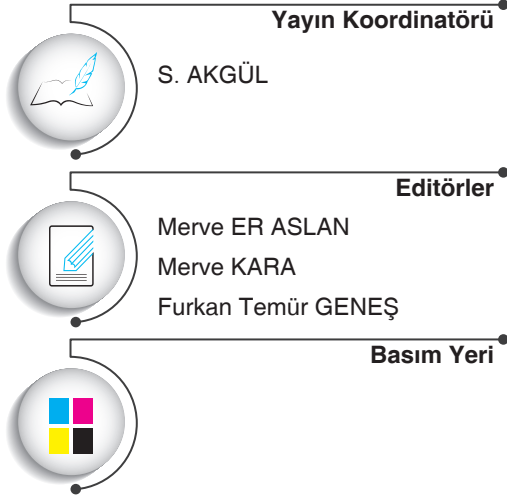 Yayın Koordinatörü
S. AKGÜL
Editörler
Merve ER ASLAN
Merve KARA
Furkan Temür GENEŞ
Basım Yeri